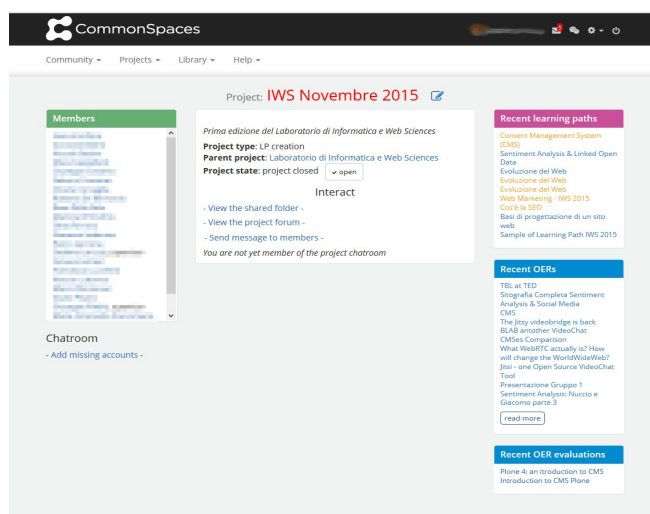 CommonSpaces
Community Projects Library Help
Project: IWS Novembre 2015
Members
Chatroom
- Add missing accounts -
Prima edizione del Laboratorio di Informatica e Web Sciences
Project type: LP creation
Parent project: Laboratorio di Informatica e Web Sciences
Project state: project closed open
Interact
- View the shared folder -
- View the project forum -
- Send message to members -
You are not yet member of the project chatroom
Recent learning paths
Content Management System
(CMS)
Sentiment Analysis & Linked Open
Data
Evoluzione del Web
Evoluzione del Web
Evoluzione del Web
Web Marketing - IWS 2015
Cos'è la SEO
Basi di progettazione di un sito
web
Sample of Learning Path IWS 2015
Recent OERs
TBL at TED
Sitografia Completa Sentiment
Analysis & Social Media
CMS
The Jitsy videobridge is back
BLAB antother VideoChat
CMSes Comparison
What WebRTC actually is? How
will change the WorldWideWeb?
Jitsi - one Open Source VideoChat
Tool
Presentazione Gruppo 1
Sentiment Analysis: Nuccio e
Giacomo parte 3
read more
Recent OER evaluations
Plone 4: an itroduction to CMS
Introduction to CMS Plone